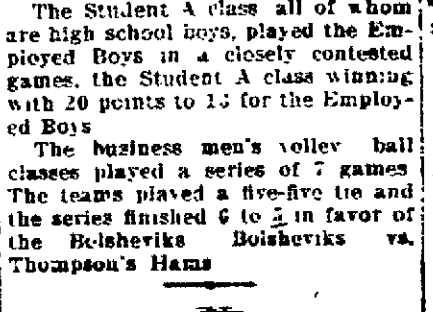 The Student A class all of whom
are high school boys, played the Em-
ployed Boys in a closely contested
games, the Student A class winning
with 20 points to for the Employ-
ed Boys
The business men's volley ball
classes played a series of 7 games
The teams played a five-five tie and
the series finished 6 to in favor of
the Bolsheviks Bolsheviks vs.
Thompson's Hams